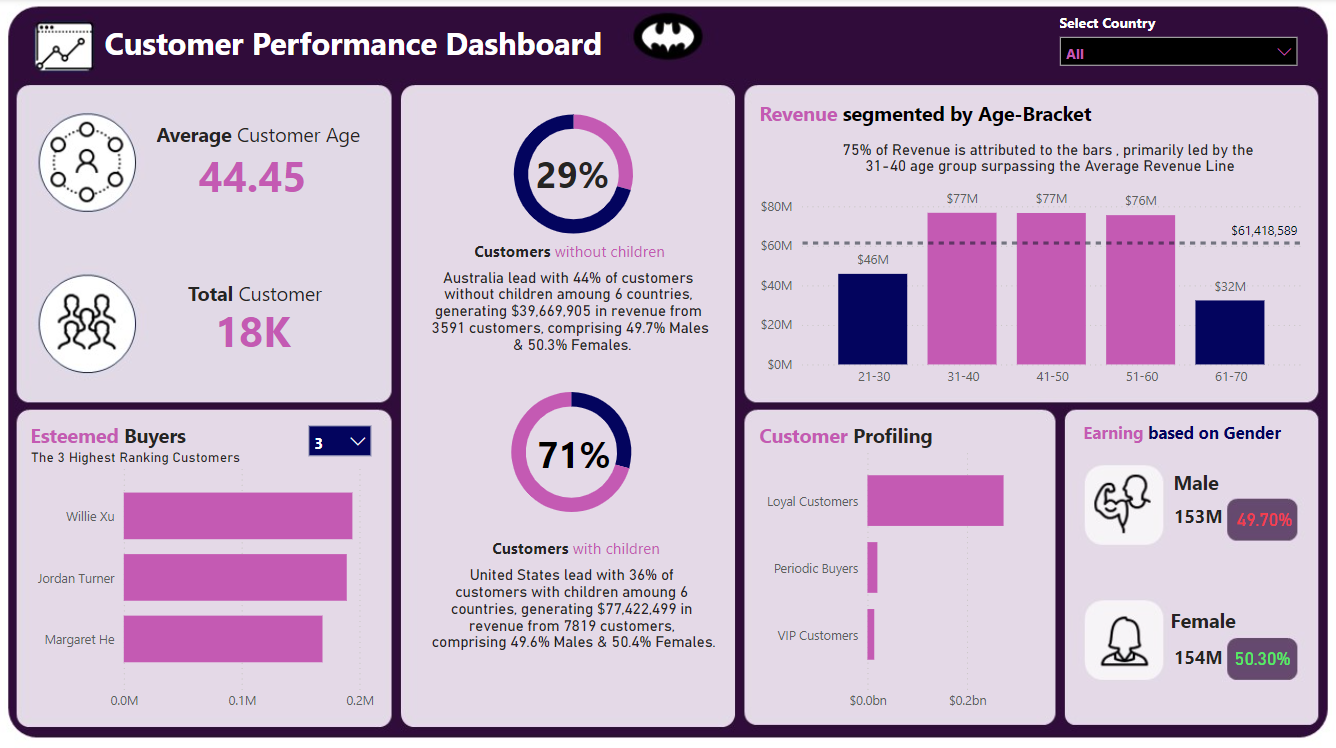 Customer Performance Dashboard
Select Country
All
Average Customer Age
44.45
Total Customer
18K
29%
Customers without children
Australia lead with 44% of customers
without children amoung 6 countries,
generating $39,669,905 in revenue from
3591 customers, comprising 49.7% Males
& 50.3% Females.
71%
Customers with children
United States lead with 36% of
customers with children amoung 6
countries, generating $77,422,499 in
revenue from 7819 customers,
comprising 49.6% Males & 50.4% Females.
Revenue segmented by Age-Bracket
75% of Revenue is attributed to the bars , primarily led by the
31-40 age group surpassing the Average Revenue Line
$80M
$60M
$40M
$20M
$0M
$46M
$77M
$77M
$76M
$32M
$61,418,589
21-30
31-40
41-50
51-60
61-70
Esteemed Buyers
3
The 3 Highest Ranking Customers
Willie Xu
Jordan Turner
Margaret He
0.0M
0.1M
0.2M
Customer Profiling
Loyal Customers
Periodic Buyers
VIP Customers
$0.0bn
$0.2bn
Earning based on Gender
Male
153M
49.70%
Female
154M
50.30%